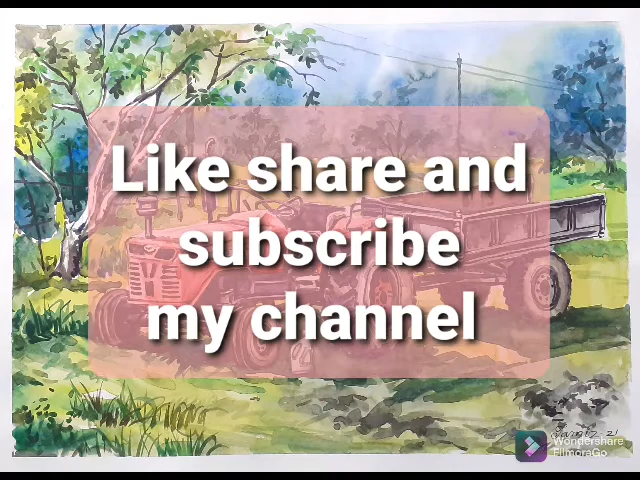 Like share and
subscribe
my channel
Wondershare
FilmoraGo